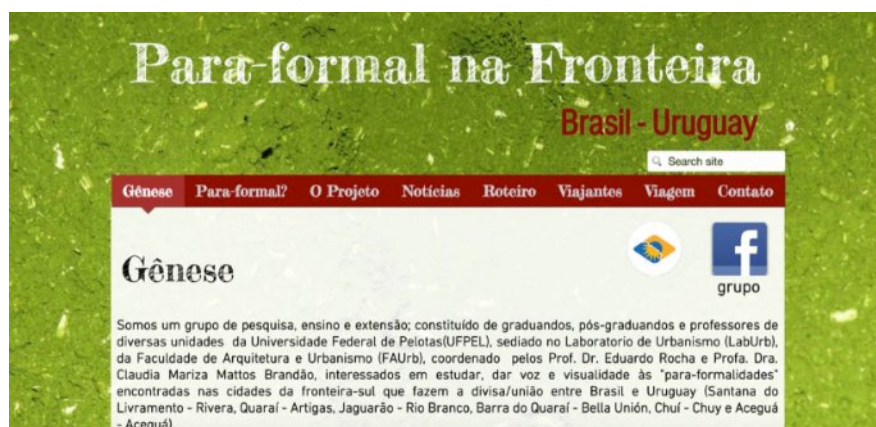 Para-formal na Fronteira
Brasil - Uruguay
Search site
Gênese Para-formal? O Projeto Notícias Roteiro Viajantes Viagem Contato
f
Gênese
grupo
Somos um grupo de pesquisa, ensino e extensão; constituído de graduandos, pós-graduandos e professores de
diversas unidades da Universidade Federal de Pelotas(UFPEL), sediado no Laboratorio de Urbanismo (LabUrb),
da Faculdade de Arquitetura e Urbanismo (FAUrb), coordenado pelos Prof. Dr. Eduardo Rocha e Profa. Dra.
Claudia Mariza Mattos Brandão, interessados em estudar, dar voz e visualidade às "para-formalidades"
encontradas nas cidades da fronteira-sul que fazem a divisa/união entre Brasil e Uruguay (Santana do
Livramento - Rivera, Quaraí - Artigas, Jaguarão - Rio Branco, Barra do Quaraí - Bella Unión, Chuí - Chuy e Aceguá
- Aceguá)